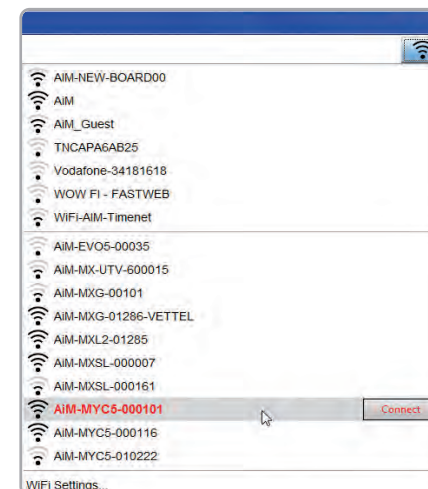 AiM-NEW-BOARD00
AiM
AiM_Guest
TNCAPA6AB25
Vodafone-34181618
WOW FI - FASTWEB
WiFi-AiM-Timenet
AiM-EVO5-00035
AiM-MX-UTV-600015
AiM-MXG-00101
AiM-MXG-01286-VETTEL
AiM-MXL2-01285
AiM-MXSL-000007
AiM-MXSL-000161
AiM-MYC5-000101 Connect
AiM-MYC5-000116
AiM-MYC5-010222
WiFi Settings...